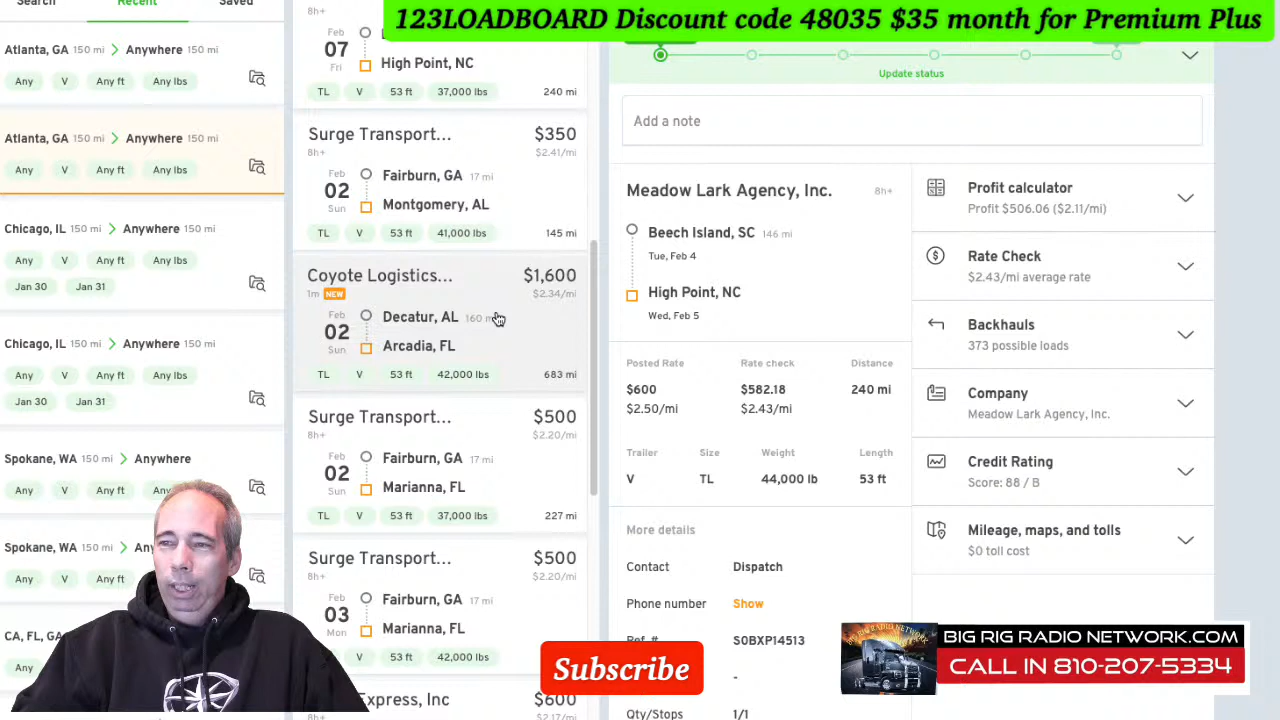 123LOADBOARD Discount code 48035 $35 month for Premium Plus
Search
Recent
Saved
Atlanta, GA 150 mi > Anywhere 150 mi
Any V Any ft Any lbs
Atlanta, GA 150 mi > Anywhere 150 mi
Any V Any ft Any lbs
Chicago, IL 150 mi > Anywhere 150 mi
Any V Any ft Any lbs
Jan 30 Jan 31
Chicago, IL 150 mi > Anywhere 150 mi
Any V Any ft Any lbs
Jan 30 Jan 31
Spokane, WA 150 mi > Anywhere
Any V Any ft Any lbs
Spokane, WA 150 mi >
Any V
CA, FL, GA
Any
8h+
Feb
07
Fri
High Point, NC
TL V 53 ft 37,000 lbs 240 mi
Surge Transport... $350
8h+ $2.41/mi
Feb
02
Sun
Fairburn, GA 17 mi
Montgomery, AL
TL V 53 ft 41,000 lbs 145 mi
Coyote Logistics... $1,600
1m NEW $2.34/mi
Feb
02
Sun
Decatur, AL 160
Arcadia, FL
TL V 53 ft 42,000 lbs 683 mi
Surge Transport... $500
8h+ $2.20/mi
Feb
02
Sun
Fairburn, GA 17 mi
Marianna, FL
TL V 53 ft 37,000 lbs 227 mi
Surge Transport... $500
8h+ $2.20/mi
Feb
03
Mon
Fairburn, GA 17 mi
Marianna, FL
TL V 53 ft 42,000 lbs
Express, Inc $600
8h+ $2.17/mi
Update status
Add a note
Meadow Lark Agency, Inc. 8h+
Beech Island, SC 146 mi
Tue, Feb 4
High Point, NC
Wed, Feb 5
Posted Rate Rate check Distance
$600 $582.18 240 mi
$2.50/mi $2.43/mi
Trailer Size Weight Length
V TL 44,000 lb 53 ft
More details
Contact Dispatch
Phone number Show
Ref. # S0BXP14513
-
Qty/Stops 1/1
Profit calculator
Profit $506.06 ($2.11/mi)
Rate Check
$2.43/mi average rate
Backhauls
373 possible loads
Company
Meadow Lark Agency, Inc.
Credit Rating
Score: 88 / B
Mileage, maps, and tolls
$0 toll cost
Subscribe
BIG RIG RADIO NETWORK
BIG RIG RADIO NETWORK.COM
CALL IN 810-207-5334